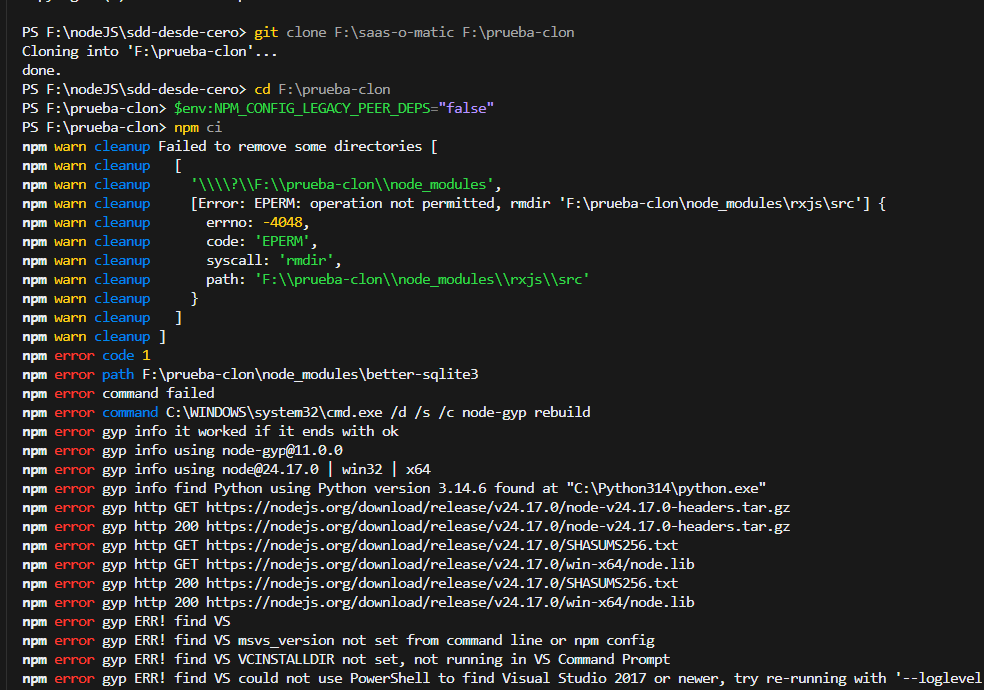 PS F:\nodeJS\sdd-desde-cero> git clone F:\saas-o-matic F:\prueba-clon
Cloning into 'F:\prueba-clon'...
done.
PS F:\nodeJS\sdd-desde-cero> cd F:\prueba-clon
PS F:\prueba-clon> $env:NPM_CONFIG_LEGACY_PEER_DEPS="false"
PS F:\prueba-clon> npm ci
npm warn cleanup Failed to remove some directories [
npm warn cleanup   [
npm warn cleanup     '\\\\?\\F:\\prueba-clon\\node_modules',
npm warn cleanup     [Error: EPERM: operation not permitted, rmdir 'F:\prueba-clon\node_modules\rxjs\src'] {
npm warn cleanup       errno: -4048,
npm warn cleanup       code: 'EPERM',
npm warn cleanup       syscall: 'rmdir',
npm warn cleanup       path: 'F:\\prueba-clon\\node_modules\\rxjs\\src'
npm warn cleanup     }
npm warn cleanup   ]
npm warn cleanup ]
npm error code 1
npm error path F:\prueba-clon\node_modules\better-sqlite3
npm error command failed
npm error command C:\WINDOWS\system32\cmd.exe /d /s /c node-gyp rebuild
npm error gyp info it worked if it ends with ok
npm error gyp info using node-gyp@11.0.0
npm error gyp info using node@24.17.0 | win32 | x64
npm error gyp info find Python using Python version 3.14.6 found at "C:\Python314\python.exe"
npm error gyp http GET https://nodejs.org/download/release/v24.17.0/node-v24.17.0-headers.tar.gz
npm error gyp http 200 https://nodejs.org/download/release/v24.17.0/node-v24.17.0-headers.tar.gz
npm error gyp http GET https://nodejs.org/download/release/v24.17.0/SHASUMS256.txt
npm error gyp http GET https://nodejs.org/download/release/v24.17.0/win-x64/node.lib
npm error gyp http 200 https://nodejs.org/download/release/v24.17.0/SHASUMS256.txt
npm error gyp http 200 https://nodejs.org/download/release/v24.17.0/win-x64/node.lib
npm error gyp ERR! find VS
npm error gyp ERR! find VS msvs_version not set from command line or npm config
npm error gyp ERR! find VS VCINSTALLDIR not set, not running in VS Command Prompt
npm error gyp ERR! find VS could not use PowerShell to find Visual Studio 2017 or newer, try re-running with '--loglevel